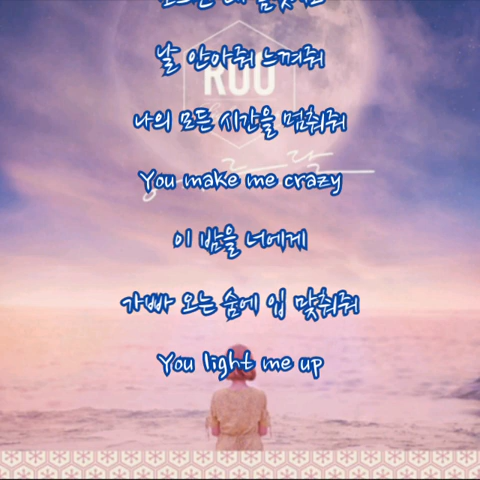 날 안아줘 느껴줘
ROO
나의 모든 시간을 멈춰줘
You make me crazy
이 밤을 너에게
가빠 오는 숨에 입 맞춰줘
You light me up